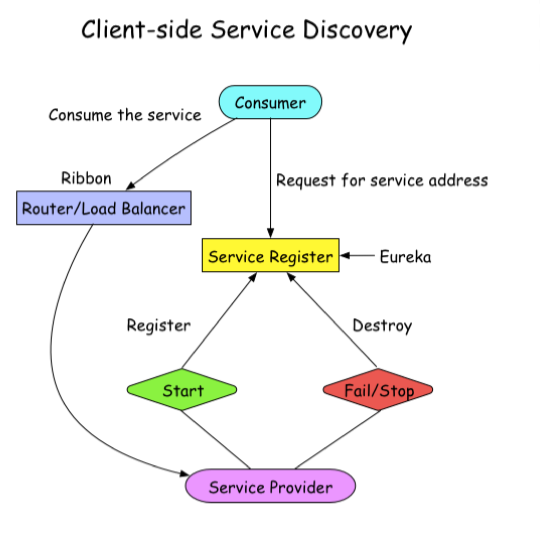 Client-side Service Discovery
Consumer
Consume the service
Ribbon
Request for service address
Router/Load Balancer
Service Register
Eureka
Register
Destroy
Start
Fail/Stop
Service Provider